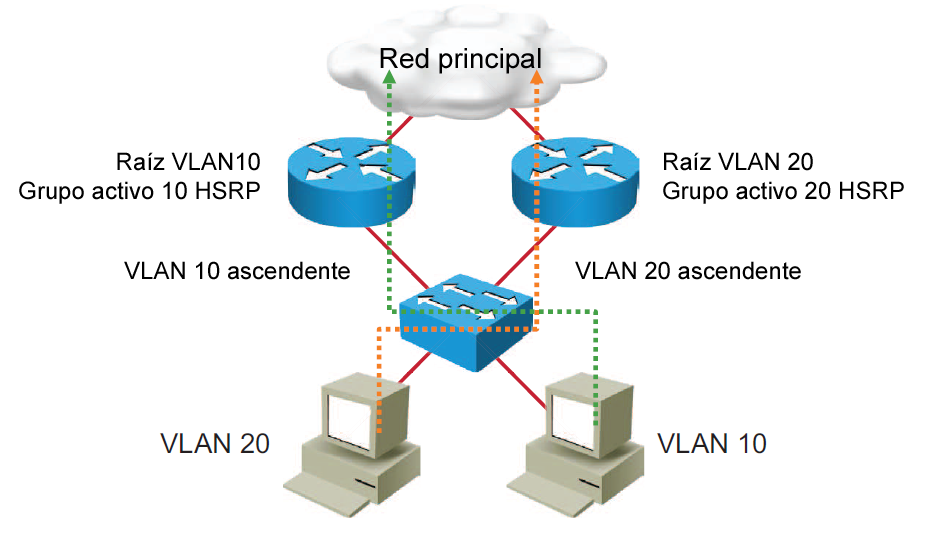 Red principal
Raíz VLAN10
Grupo activo 10 HSRP
Raíz VLAN 20
Grupo activo 20 HSRP
VLAN 10 ascendente
VLAN 20 ascendente
VLAN 20
VLAN 10